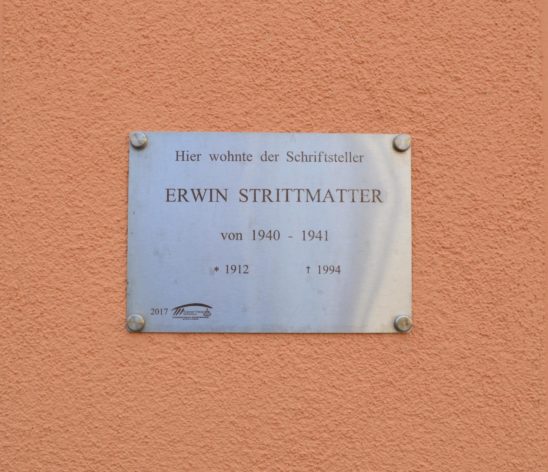 Hier wohnte der Schriftsteller
ERWIN STRITTMATTER
von 1940 - 1941
* 1912 † 1994
2017